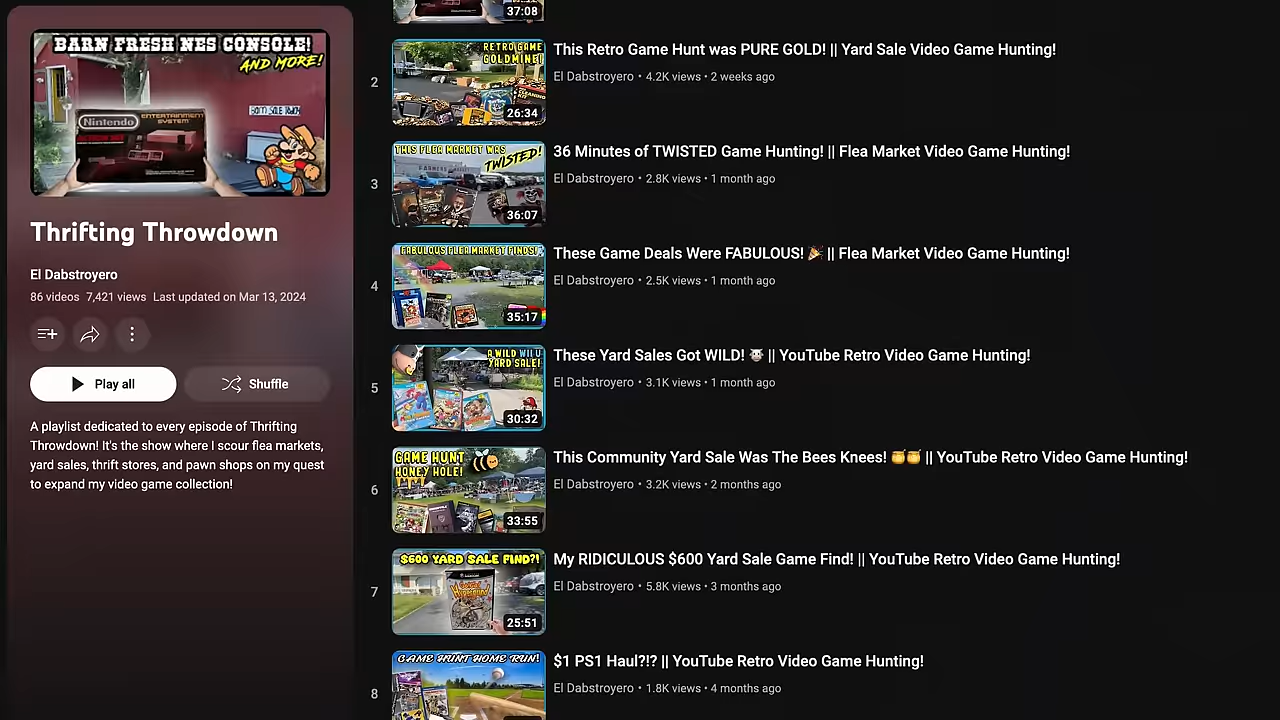 BARN FRESH NES CONSOLE!
AND MORE!
Nintendo
ENTERTAINMENT
SYSTEM™
Thrifting Throwdown
El Dabstroyero
86 videos 7,421 views Last updated on Mar 13, 2024
Play all
Shuffle
A playlist dedicated to every episode of Thrifting
Throwdown! It's the show where I scour flea markets,
yard sales, thrift stores, and pawn shops on my quest
to expand my video game collection!
37:08
2
RETRO GAME
GOLDMINE!
26:34
This Retro Game Hunt was PURE GOLD! || Yard Sale Video Game Hunting!
El Dabstroyero • 4.2K views • 2 weeks ago
3
THIS FLEA MARKET WAS
TWISTED!
36:07
36 Minutes of TWISTED Game Hunting! || Flea Market Video Game Hunting!
El Dabstroyero • 2.8K views • 1 month ago
4
FABULOUS FLEA MARKET FINDS!
35:17
These Game Deals Were FABULOUS! 🎉 || Flea Market Video Game Hunting!
El Dabstroyero • 2.5K views • 1 month ago
5
A WILD WII U
YARD SALE!
30:32
These Yard Sales Got WILD! 🐮 || YouTube Retro Video Game Hunting!
El Dabstroyero • 3.1K views • 1 month ago
6
GAME HUNT
HONEY HOLE!
33:55
This Community Yard Sale Was The Bees Knees! 🍯🍯 || YouTube Retro Video Game Hunting!
El Dabstroyero • 3.2K views • 2 months ago
7
$600 YARD SALE FIND?!
25:51
My RIDICULOUS $600 Yard Sale Game Find! || YouTube Retro Video Game Hunting!
El Dabstroyero • 5.8K views • 3 months ago
8
GAME HUNT HOME RUN!
$1 PS1 Haul?!? || YouTube Retro Video Game Hunting!
El Dabstroyero • 1.8K views • 4 months ago